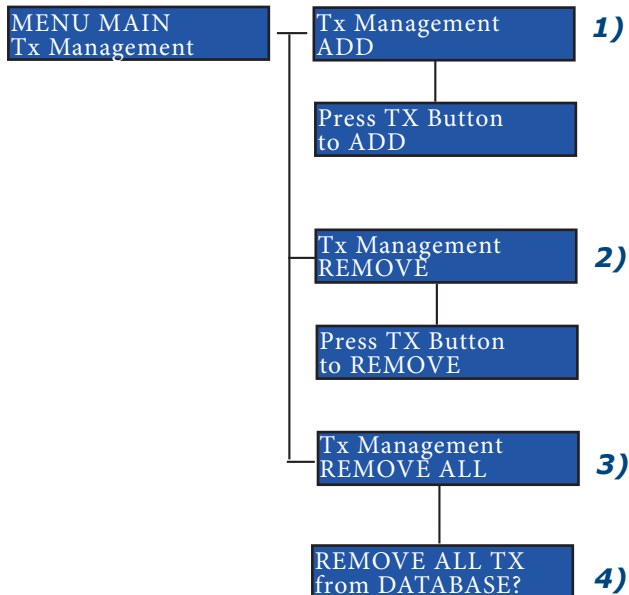 MENU MAIN
Tx Management
Tx Management
ADD
1)
Press TX Button
to ADD
Tx Management
REMOVE
2)
Press TX Button
to REMOVE
Tx Management
REMOVE ALL
3)
REMOVE ALL TX
from DATABASE?
4)